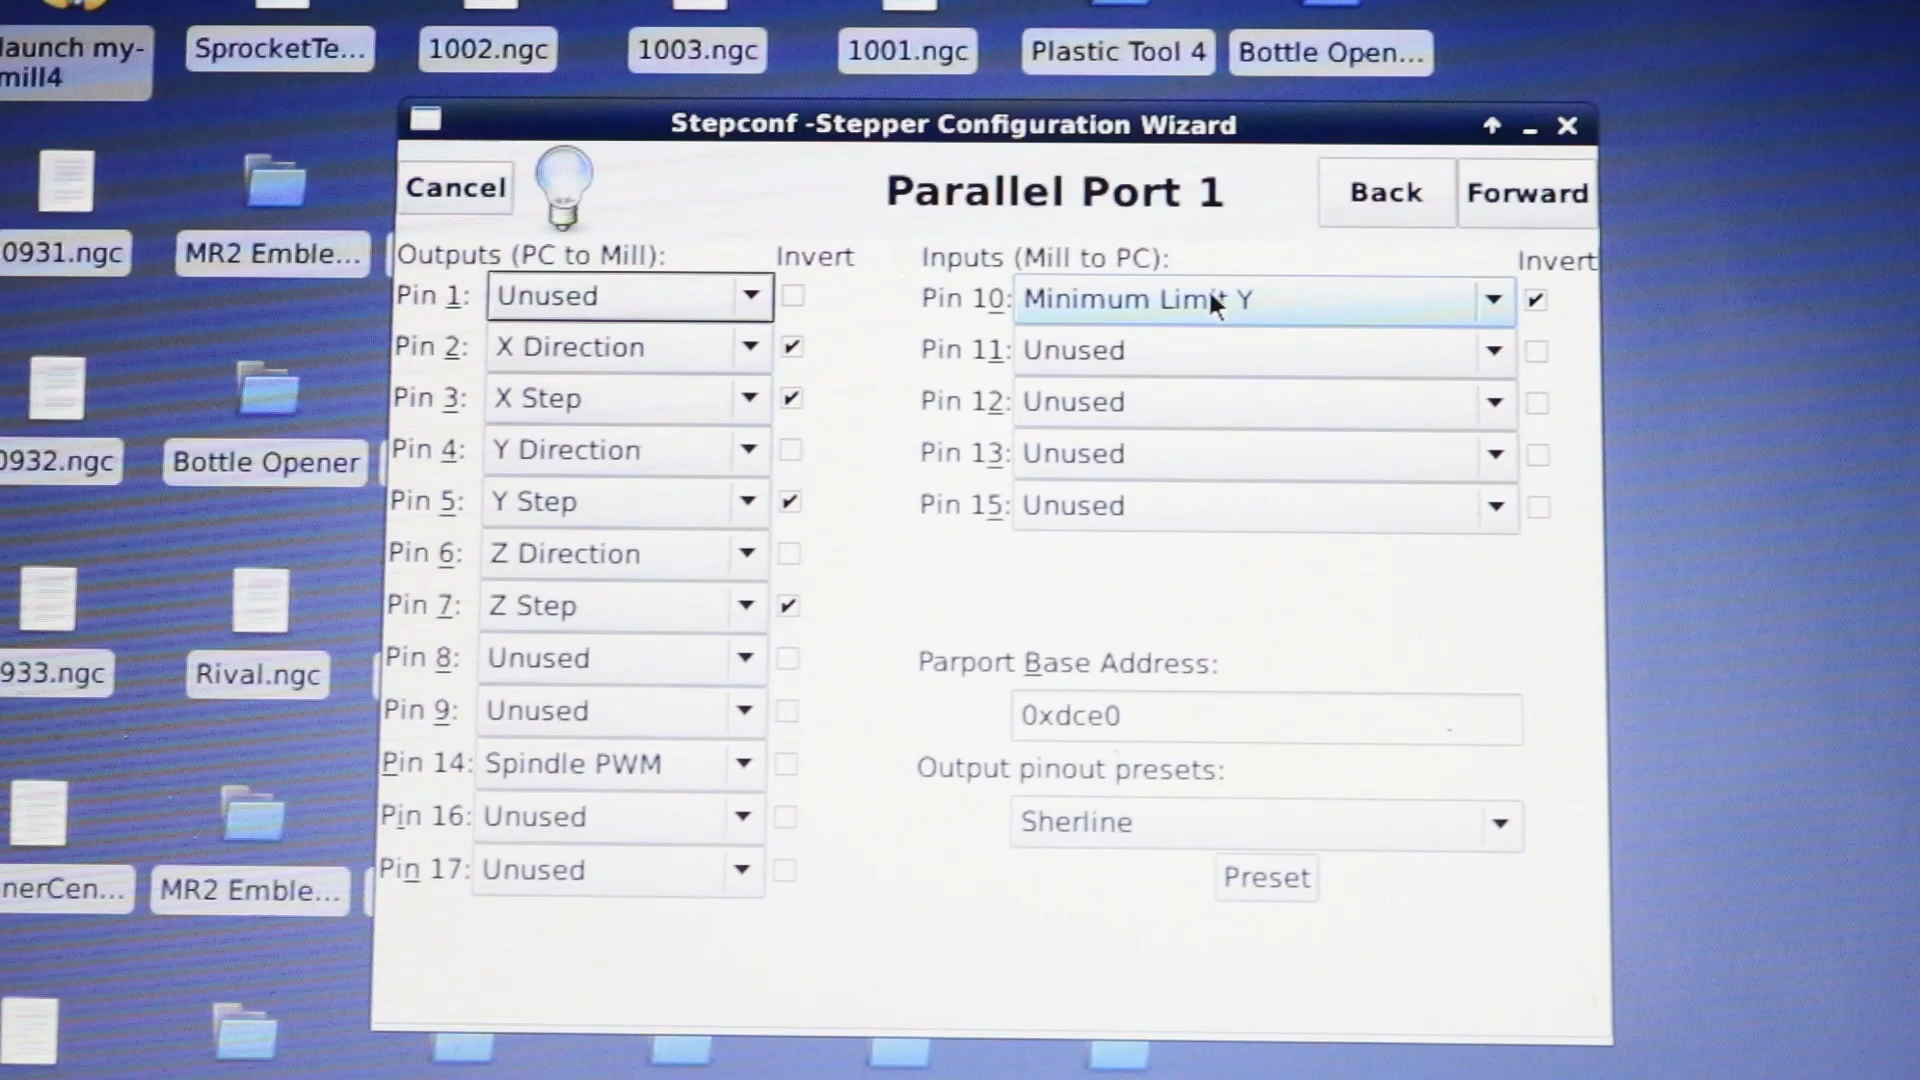 launch my-
mill4
SprocketTe...
1002.ngc
1003.ngc
1001.ngc
Plastic Tool 4
Bottle Open...
0931.ngc
MR2 Emble...
0932.ngc
Bottle Opener
933.ngc
Rival.ngc
nerCen...
MR2 Emble...
Stepconf -Stepper Configuration Wizard
Cancel
Parallel Port 1
Back
Forward
Outputs (PC to Mill):
Invert
Pin 1: Unused
Pin 2: X Direction
Pin 3: X Step
Pin 4: Y Direction
Pin 5: Y Step
Pin 6: Z Direction
Pin 7: Z Step
Pin 8: Unused
Pin 9: Unused
Pin 14: Spindle PWM
Pin 16: Unused
Pin 17: Unused
Inputs (Mill to PC):
Invert
Pin 10: Minimum Limit Y
Pin 11: Unused
Pin 12: Unused
Pin 13: Unused
Pin 15: Unused
Parport Base Address:
0xdce0
Output pinout presets:
Sherline
Preset